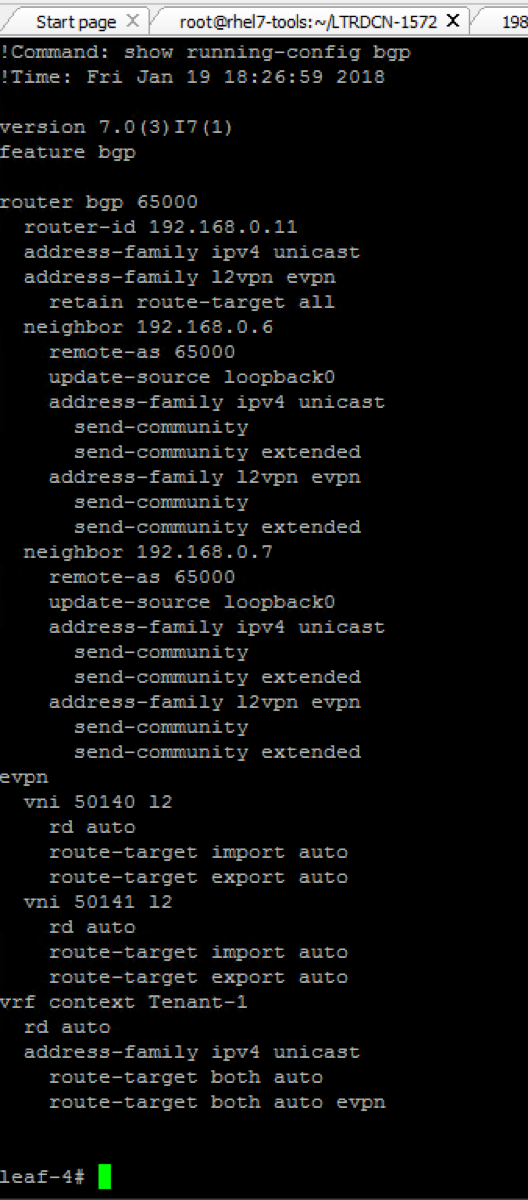 Start page
root@rhel7-tools:~/LTRDCN-1572
198
!Command: show running-config bgp
!Time: Fri Jan 19 18:26:59 2018
version 7.0(3)I7(1)
feature bgp
router bgp 65000
router-id 192.168.0.11
address-family ipv4 unicast
address-family l2vpn evpn
retain route-target all
neighbor 192.168.0.6
remote-as 65000
update-source loopback0
address-family ipv4 unicast
send-community
send-community extended
address-family l2vpn evpn
send-community
send-community extended
neighbor 192.168.0.7
remote-as 65000
update-source loopback0
address-family ipv4 unicast
send-community
send-community extended
address-family l2vpn evpn
send-community
send-community extended
evpn
vni 50140 l2
rd auto
route-target import auto
route-target export auto
vni 50141 l2
rd auto
route-target import auto
route-target export auto
vrf context Tenant-1
rd auto
address-family ipv4 unicast
route-target both auto
route-target both auto evpn
leaf-4#